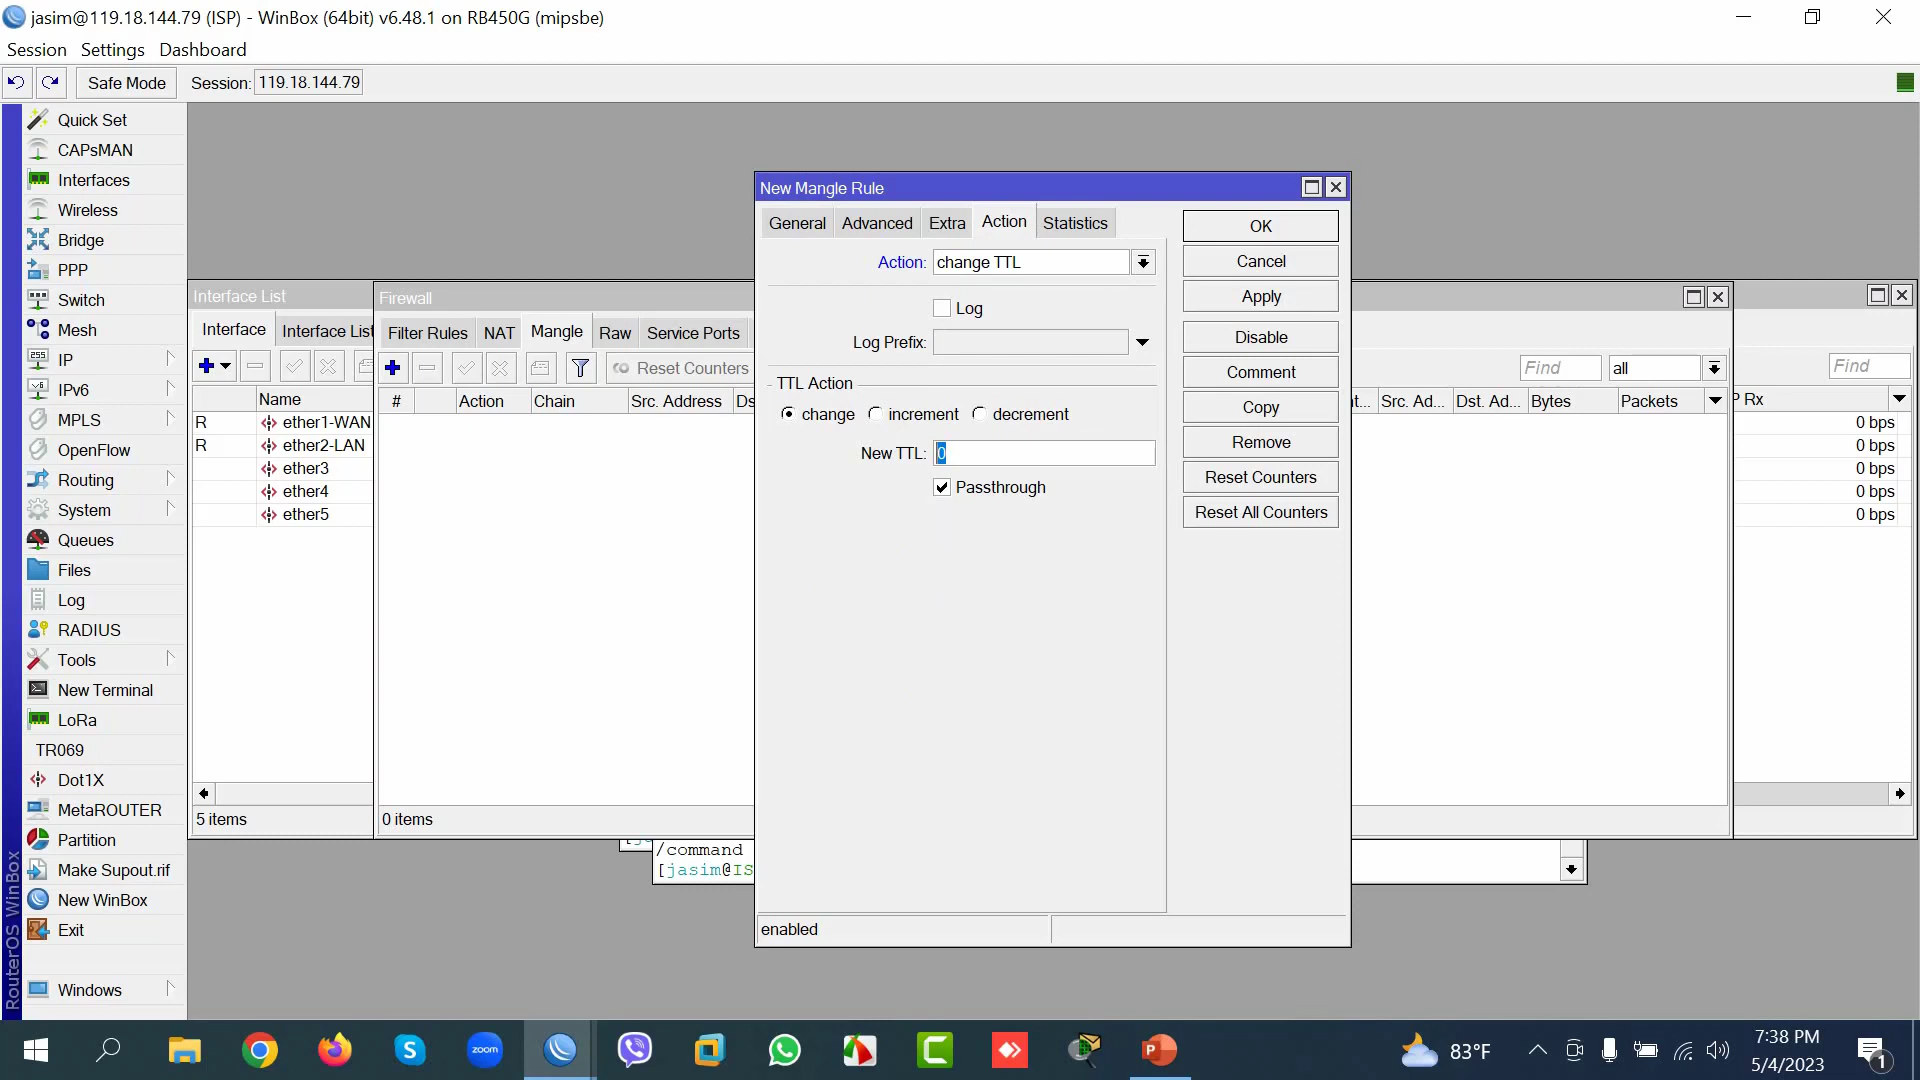 jasim@119.18.144.79 (ISP) - WinBox (64bit) v6.48.1 on RB450G (mipsbe)
Session Settings Dashboard
Safe Mode Session: 119.18.144.79
Quick Set
CAPsMAN
Interfaces
Wireless
Bridge
PPP
Switch
Mesh
IP
IPv6
MPLS
OpenFlow
Routing
System
Queues
Files
Log
RADIUS
Tools
New Terminal
LoRa
TR069
Dot1X
MetaROUTER
Partition
Make Supout.rif
New WinBox
Exit
Windows
RouterOS WinBox
Interface List
Interface Interface List
Name
R ether1-WAN
R ether2-LAN
ether3
ether4
ether5
5 items
Firewall
Filter Rules NAT Mangle Raw Service Ports
Reset Counters
# Action Chain Src. Address Ds
0 items
New Mangle Rule
General Advanced Extra Action Statistics
Action: change TTL
Log
Log Prefix:
TTL Action
change increment decrement
New TTL: 0
Passthrough
OK
Cancel
Apply
Disable
Comment
Copy
Remove
Reset Counters
Reset All Counters
enabled
Find all
t... Src. Ad... Dst. Ad... Bytes Packets
Find
P Rx
0 bps
0 bps
0 bps
0 bps
0 bps
/command
[jasim@IS
zoom
83°F
7:38 PM
5/4/2023
1